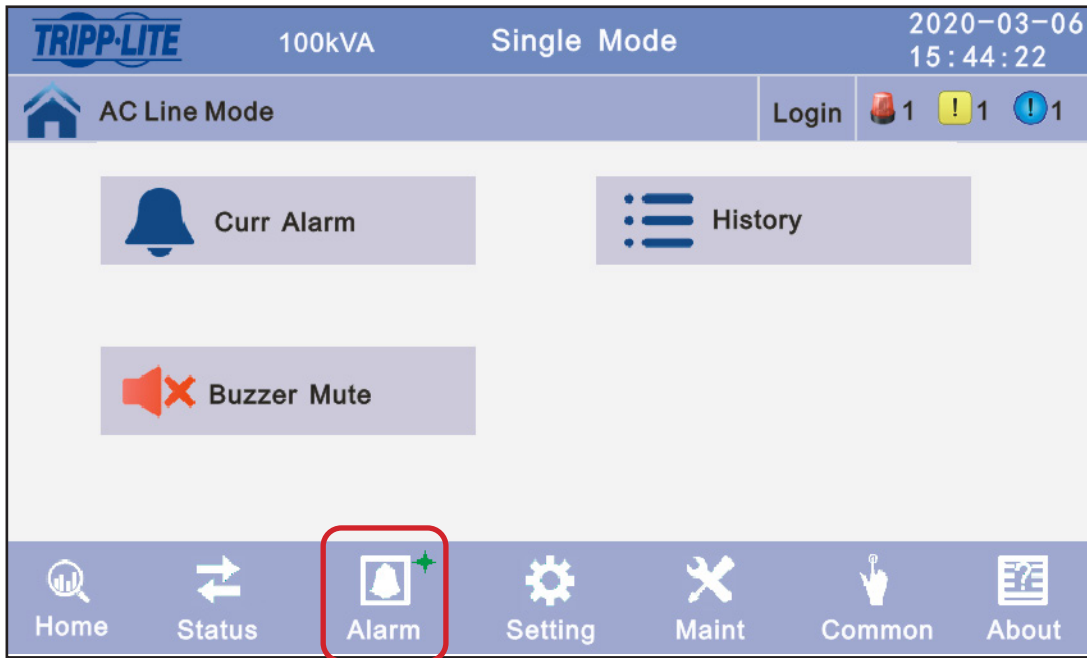 TRIPP·LITE 100kVA Single Mode 2020-03-06
15:44:22
AC Line Mode Login 1 ! 1 ! 1
Curr Alarm History
Buzzer Mute
Home Status Alarm Setting Maint Common About